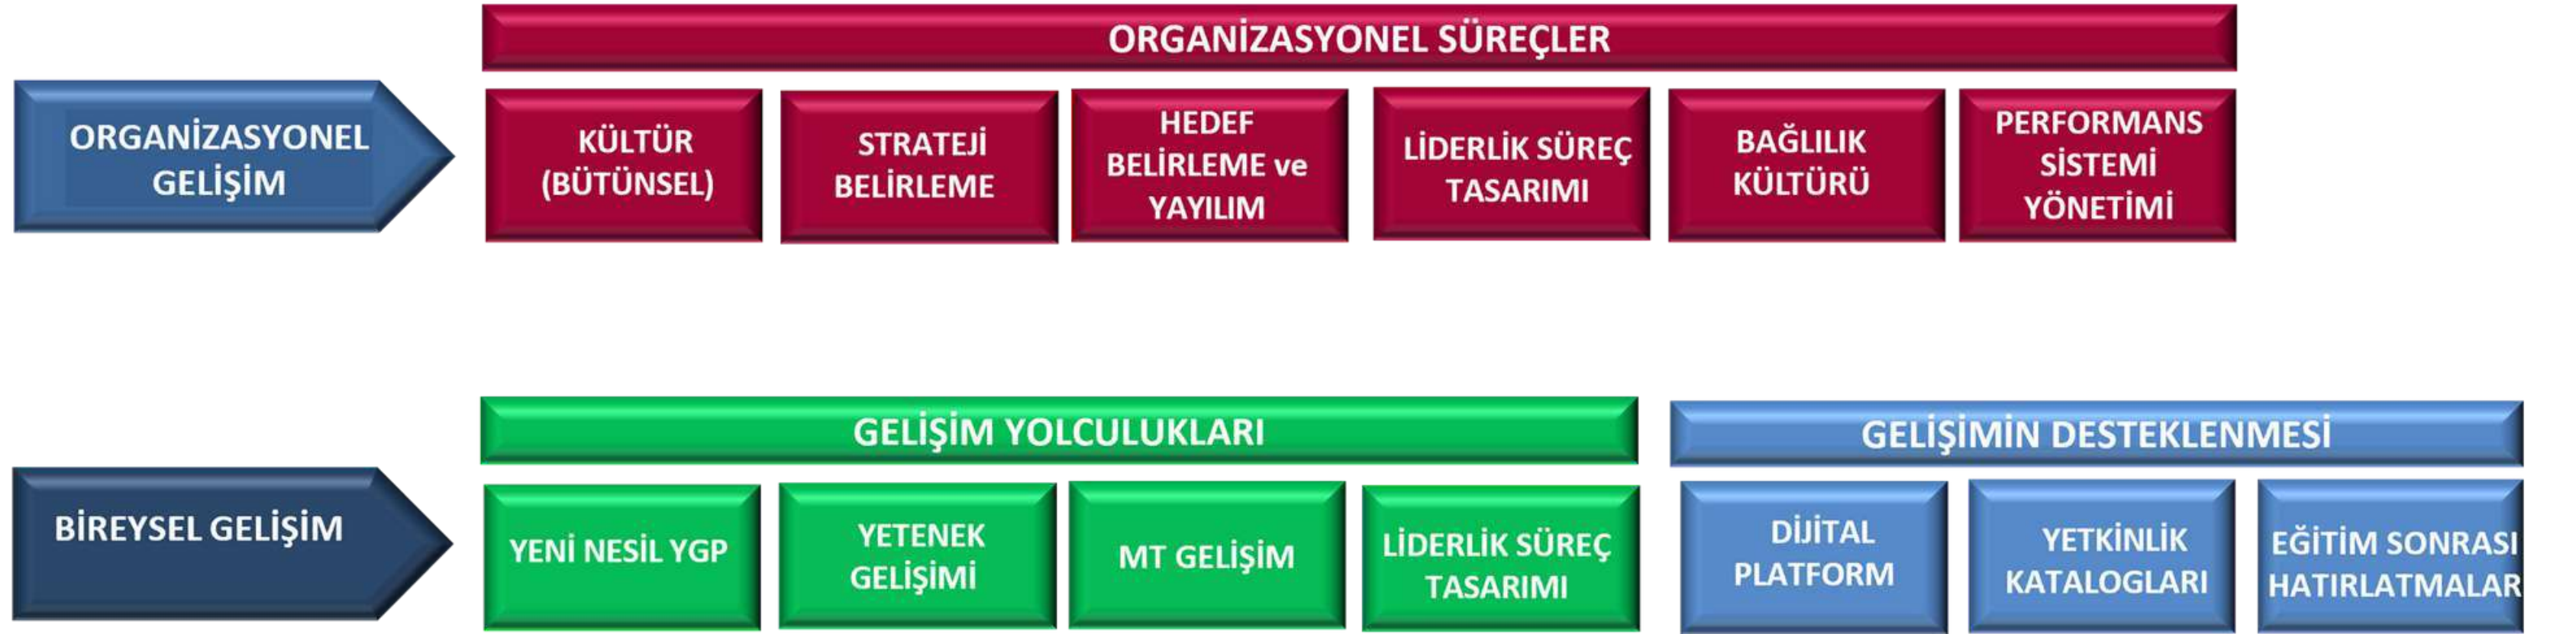 ORGANİZASYONEL SÜREÇLER
ORGANİZASYONEL
GELİŞİM
KÜLTÜR
(BÜTÜNSEL)
STRATEJİ
BELİRLEME
HEDEF
BELİRLEME ve
YAYILIM
LİDERLİK SÜREÇ
TASARIMI
BAĞLILIK
KÜLTÜRÜ
PERFORMANS
SİSTEMİ
YÖNETİMİ
GELİŞİM YOLCULUKLARI
GELİŞİMİN DESTEKLENMESİ
BİREYSEL GELİŞİM
YENİ NESİL YGP
YETENEK
GELİŞİMİ
MT GELİŞİM
LİDERLİK SÜREÇ
TASARIMI
DİJİTAL
PLATFORM
YETKİNLİK
KATALOGLARI
EĞİTİM SONRASI
HATIRLATMALAR